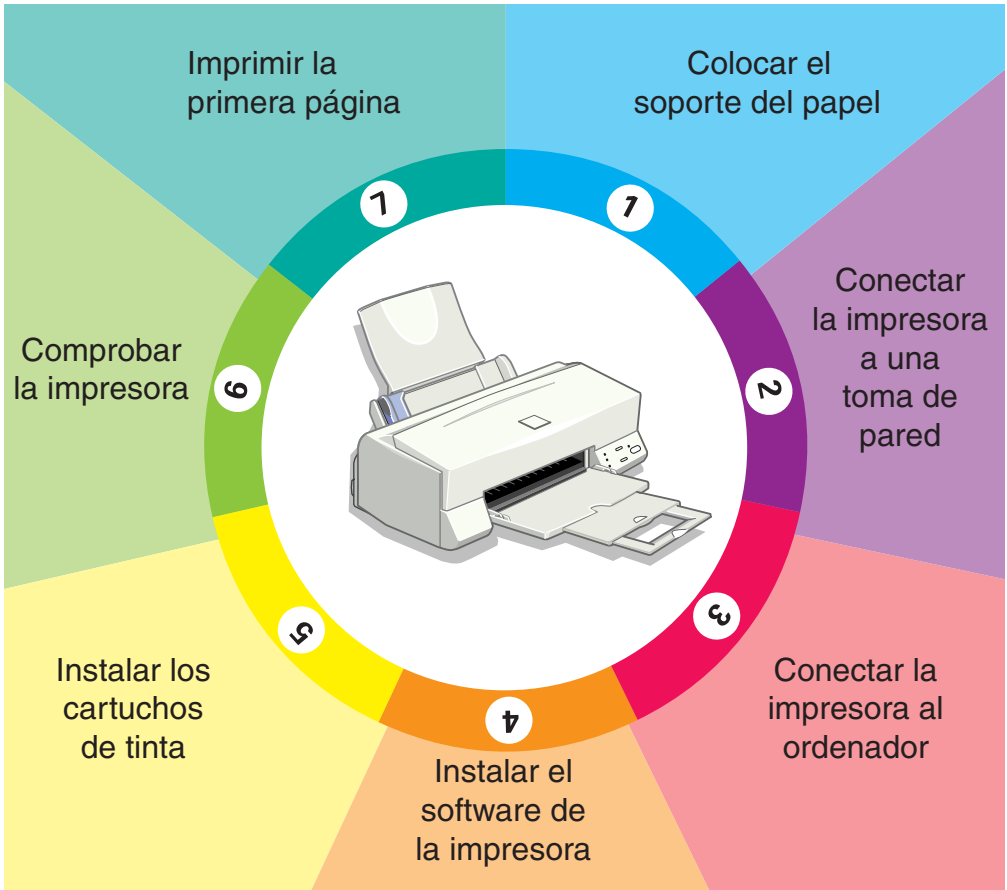 1
Colocar el
soporte del papel
2
Conectar
la impresora
a una
toma de
pared
3
Conectar la
impresora al
ordenador
4
Instalar el
software de
la impresora
5
Instalar los
cartuchos
de tinta
6
Comprobar
la impresora
7
Imprimir la
primera página